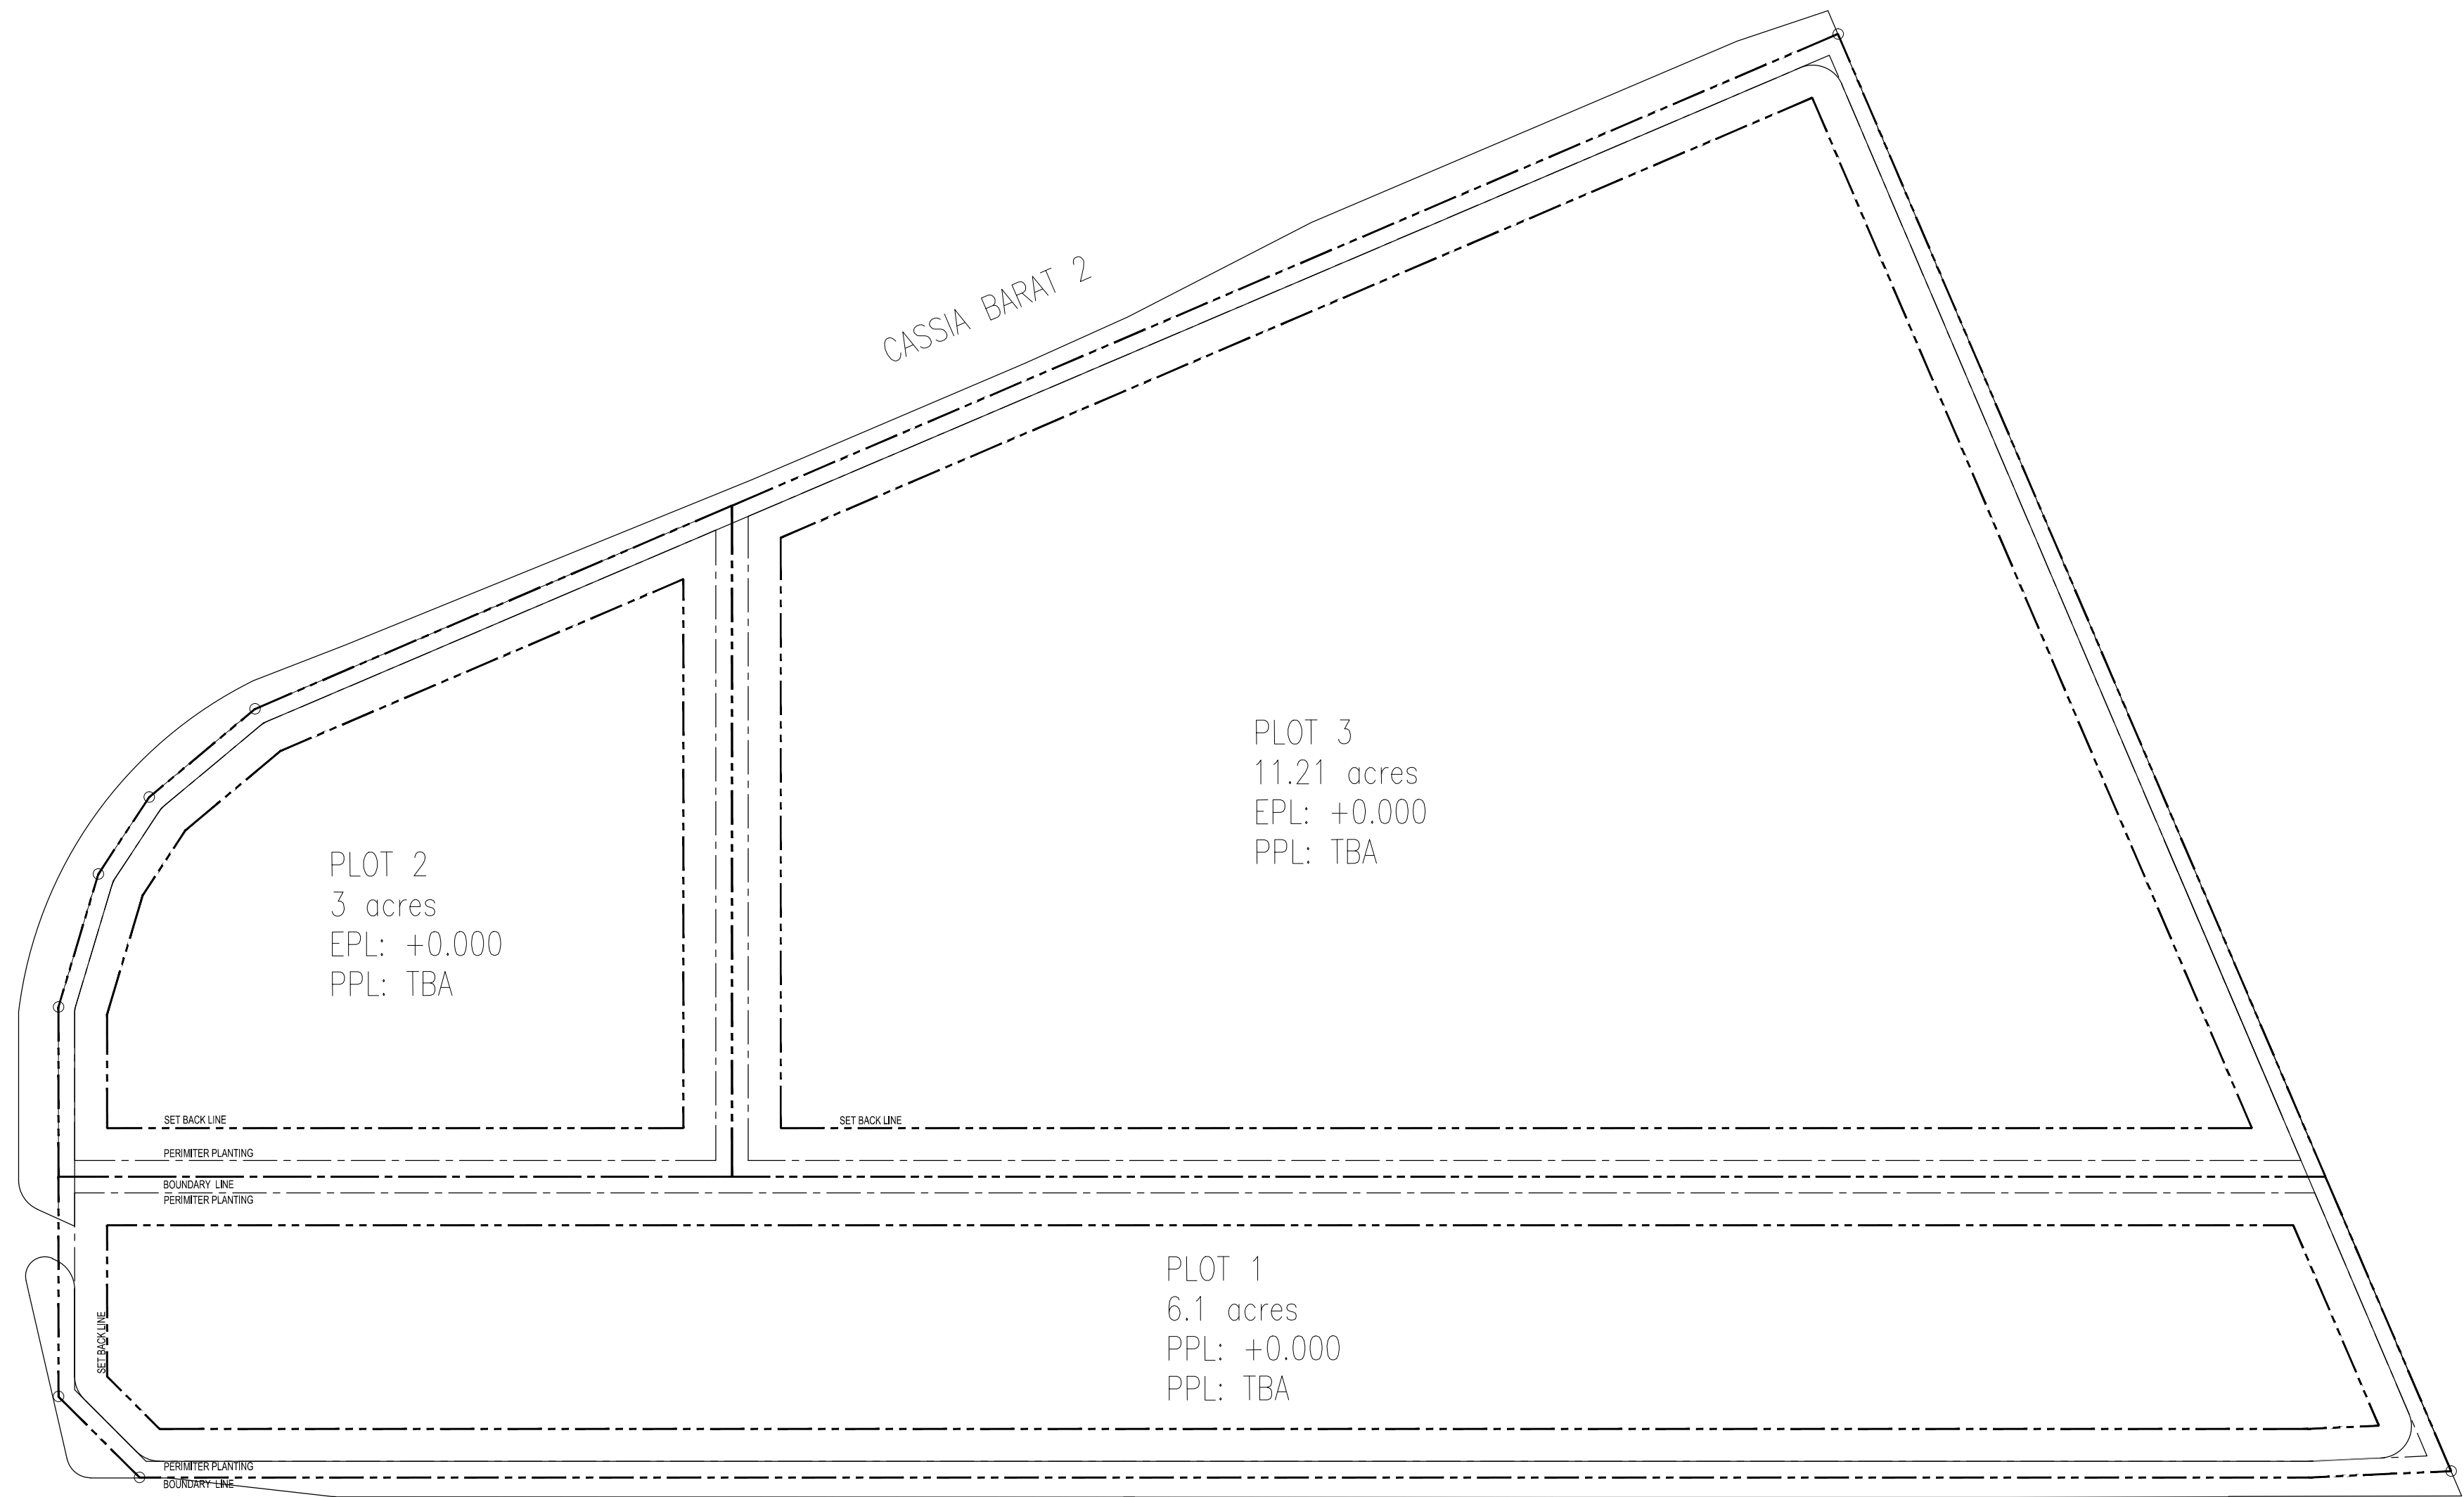 CASSIA BARAT 2
PLOT 3
11.21 acres
EPL: +0.000
PPL: TBA
PLOT 2
3 acres
EPL: +0.000
PPL: TBA
SET BACK LINE
SET BACK LINE
PERIMITER PLANTING
BOUNDARY LINE
PERIMITER PLANTING
PLOT 1
6.1 acres
PPL: +0.000
PPL: TBA
SET BACK LINE
PERIMITER PLANTING
BOUNDARY LINE